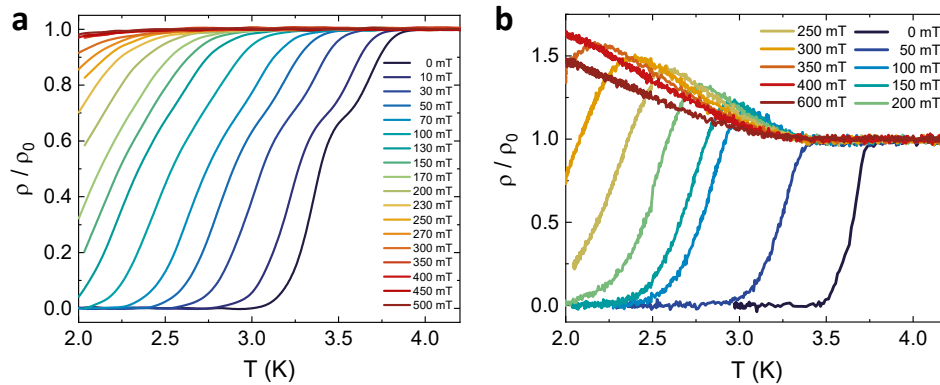 a
ρ / ρ0
1.0
0.8
0.6
0.4
0.2
0.0
2.0 2.5 3.0 3.5 4.0
T (K)
0 mT
10 mT
30 mT
50 mT
70 mT
100 mT
130 mT
150 mT
170 mT
200 mT
230 mT
250 mT
270 mT
300 mT
350 mT
400 mT
450 mT
500 mT
b
ρ / ρ0
1.5
1.0
0.5
0.0
2.0 2.5 3.0 3.5 4.0
T (K)
250 mT 0 mT
300 mT 50 mT
350 mT 100 mT
400 mT 150 mT
600 mT 200 mT